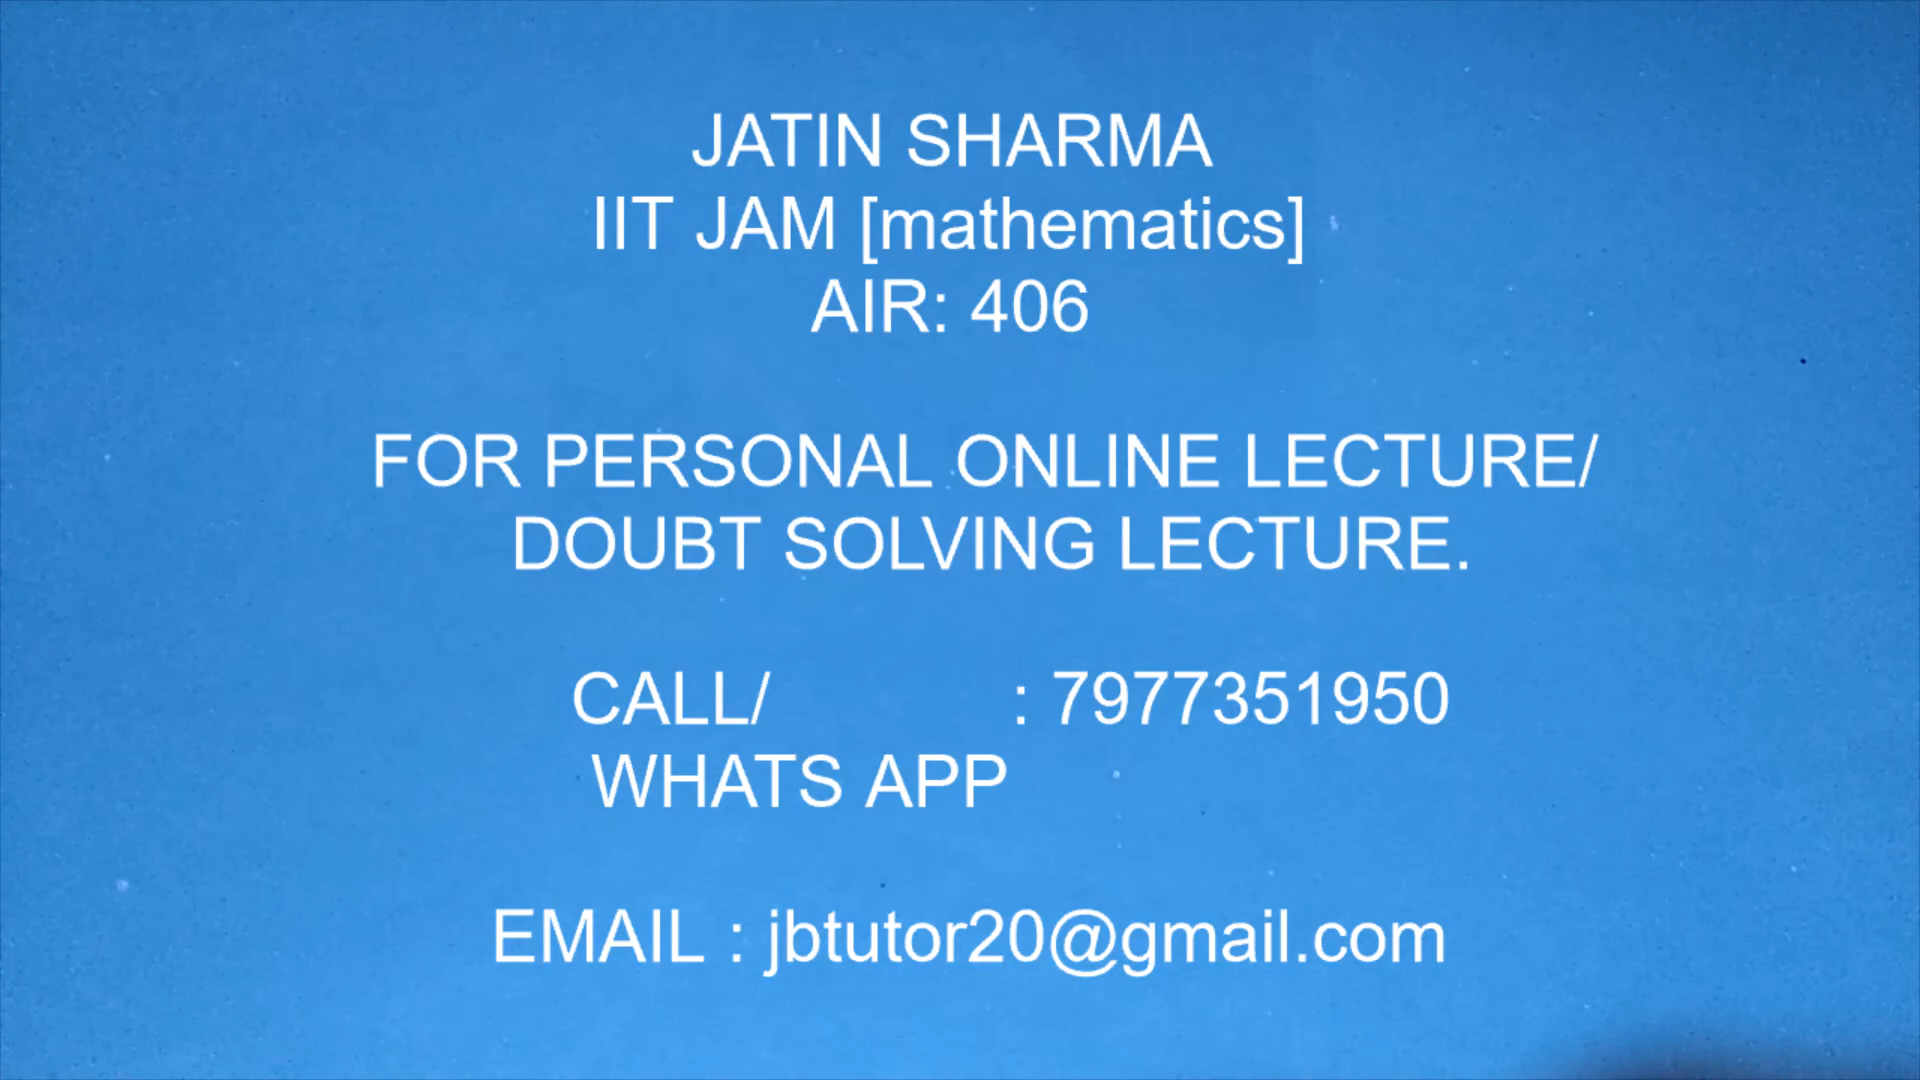 JATIN SHARMA
IIT JAM [mathematics]
AIR: 406
FOR PERSONAL ONLINE LECTURE/
DOUBT SOLVING LECTURE.
CALL/ : 7977351950
WHATS APP
EMAIL : jbtutor20@gmail.com